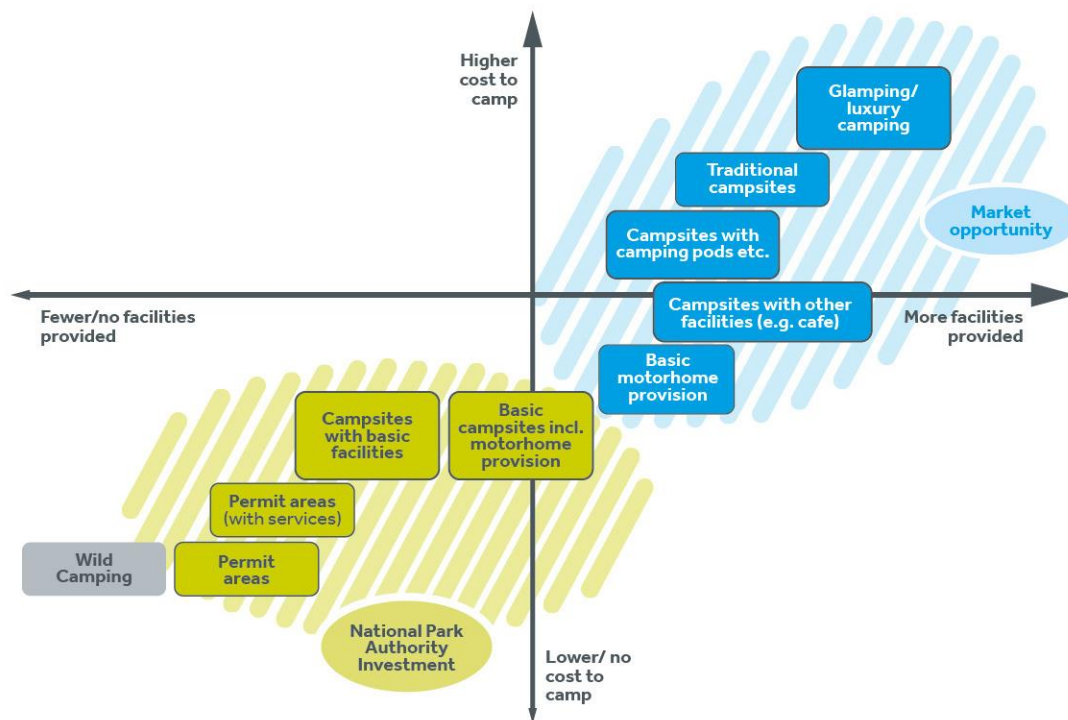 Higher
cost to
camp
Glamping/
luxury
camping
Traditional
campsites
Market
opportunity
Campsites with
camping pods etc.
Fewer/no facilities
provided
Campsites with other
facilities (e.g. cafe)
More facilities
provided
Basic
motorhome
provision
Campsites
with basic
facilities
Basic
campsites incl.
motorhome
provision
Permit areas
(with services)
Wild
Camping
Permit
areas
National Park
Authority
Investment
Lower/ no
cost to
camp